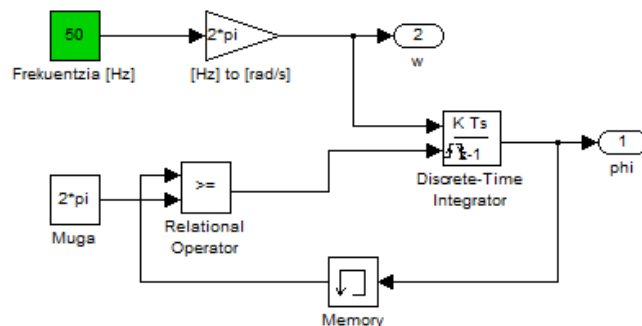 50
Frekuentzia [Hz]
2*pi
[Hz] to [rad/s]
2
w
K Ts
z-1
Discrete-Time
Integrator
1
phi
2*pi
Muga
>=
Relational
Operator
Memory